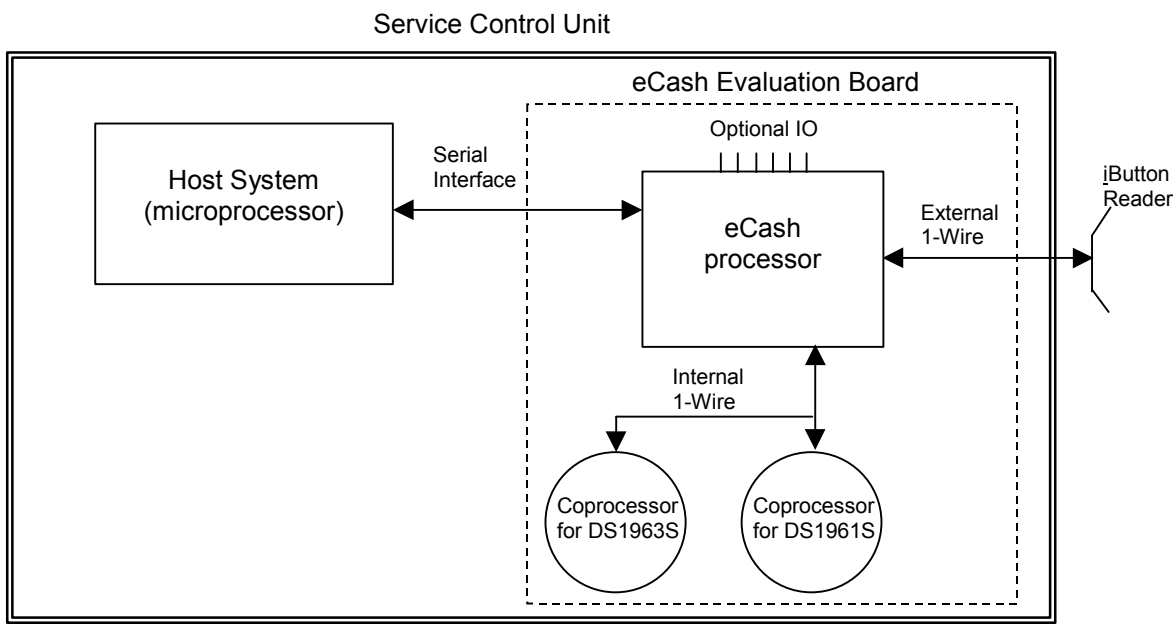 Service Control Unit
eCash Evaluation Board
Optional IO
Host System
(microprocessor)
Serial
Interface
eCash
processor
External
1-Wire
iButton
Reader
Internal
1-Wire
Coprocessor
for DS1963S
Coprocessor
for DS1961S